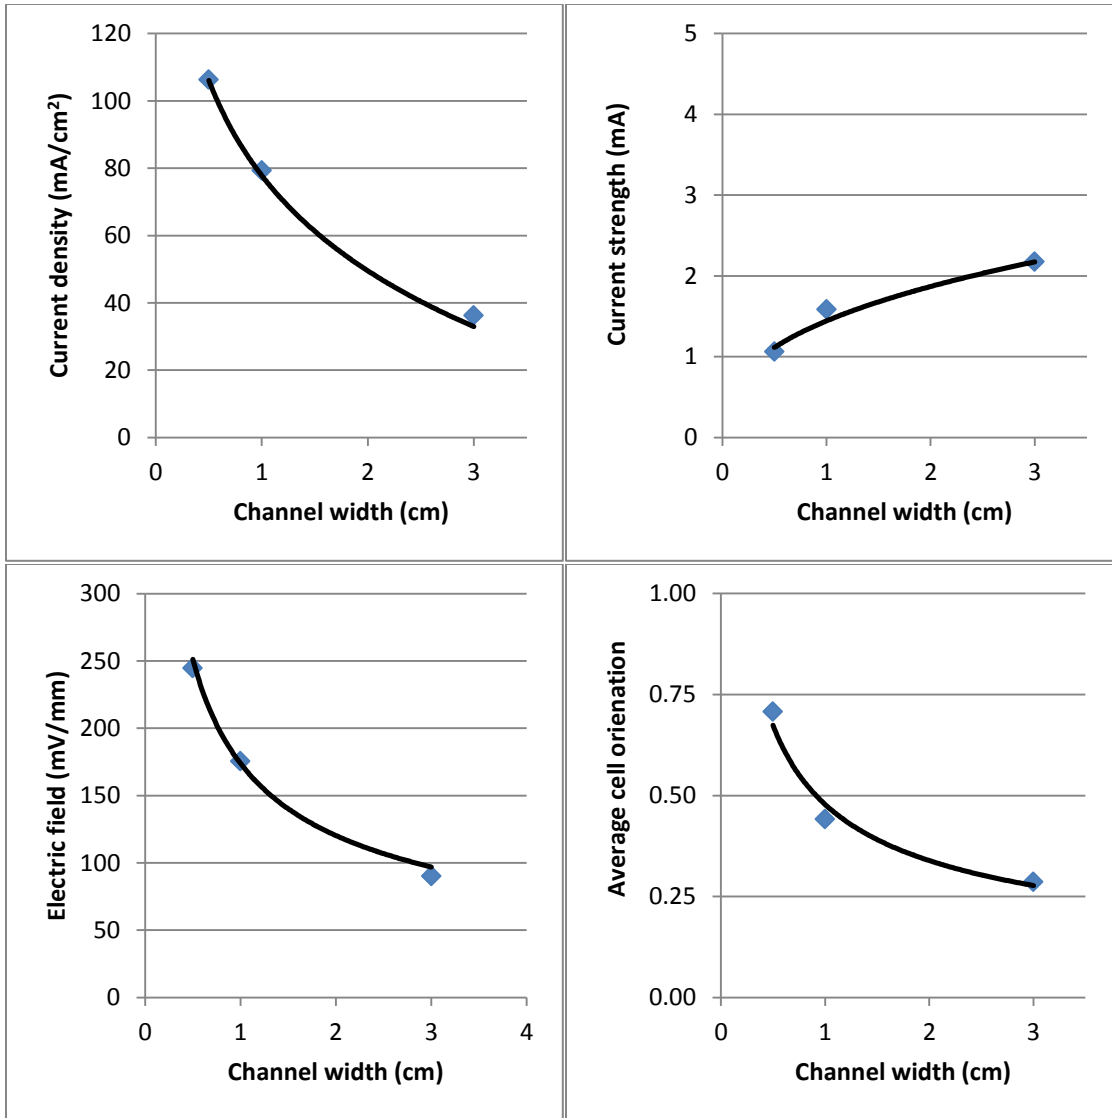 Current density (mA/cm²)
120
100
80
60
40
20
0
0 1 2 3
Channel width (cm)
Current strength (mA)
5
4
3
2
1
0
0 1 2 3
Channel width (cm)
Electric field (mV/mm)
300
250
200
150
100
50
0
0 1 2 3 4
Channel width (cm)
Average cell orienation
1.00
0.75
0.50
0.25
0.00
0 1 2 3
Channel width (cm)